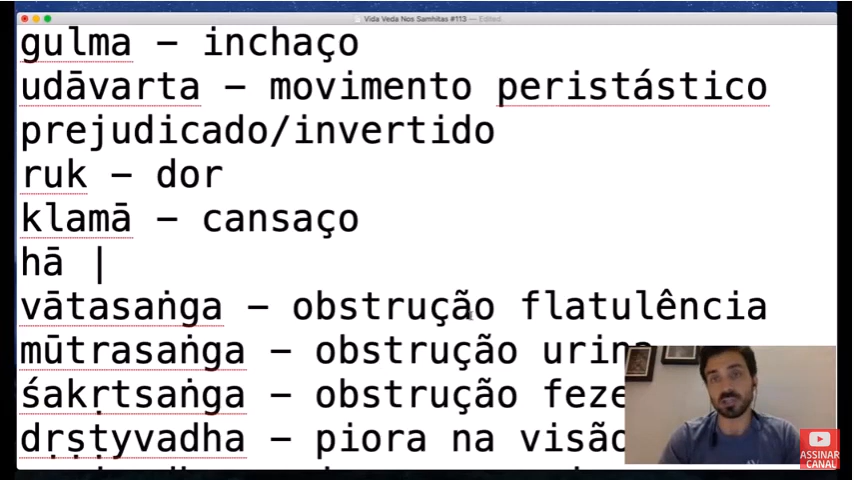 Vida Veda Nos Samhitas #113 — Edited
gulma – inchaço
udāvarta – movimento peristástico
prejudicado/invertido
ruk – dor
klamā – cansaço
hā |
vātasaṅga – obstrução flatulência
mūtrasaṅga – obstrução urina
śakṛtsaṅga – obstrução feze
dṛṣṭyvadha – piora na visão
ASSINAR
CANAL